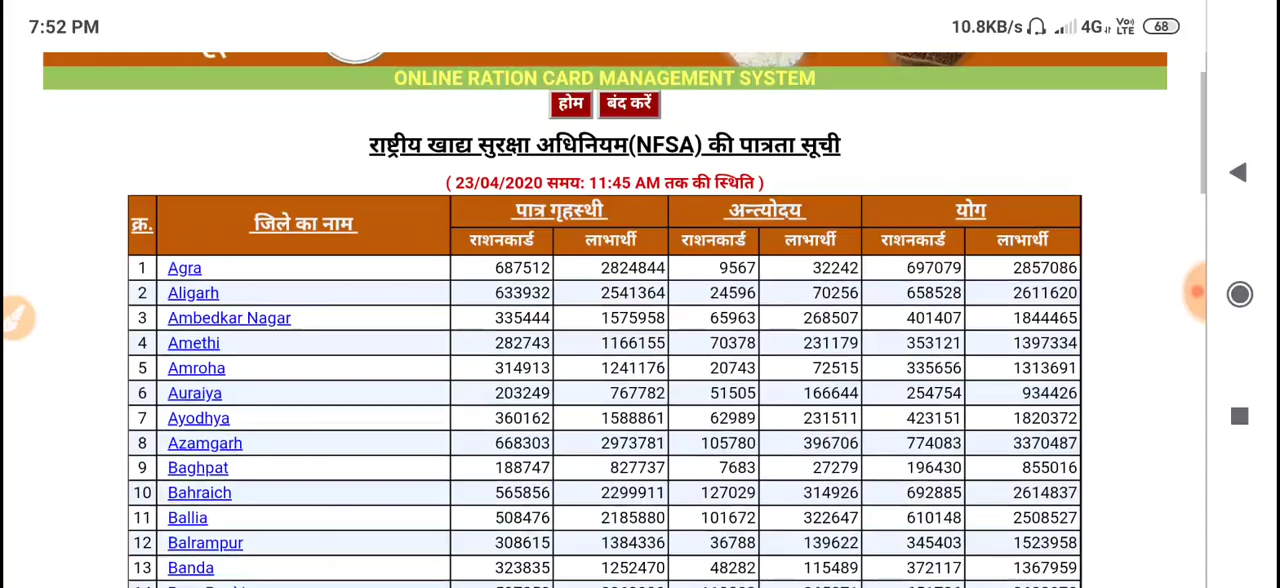 7:52 PM 10.8KB/s 4G Vo) LTE 68
ONLINE RATION CARD MANAGEMENT SYSTEM
होम बंद करें
राष्ट्रीय खाद्य सुरक्षा अधिनियम(NFSA) की पात्रता सूची
( 23/04/2020 समय: 11:45 AM तक की स्थिति )
क्र. जिले का नाम पात्र गृहस्थी अन्त्योदय योग
राशनकार्ड लाभार्थी राशनकार्ड लाभार्थी राशनकार्ड लाभार्थी
1 Agra 687512 2824844 9567 32242 697079 2857086
2 Aligarh 633932 2541364 24596 70256 658528 2611620
3 Ambedkar Nagar 335444 1575958 65963 268507 401407 1844465
4 Amethi 282743 1166155 70378 231179 353121 1397334
5 Amroha 314913 1241176 20743 72515 335656 1313691
6 Auraiya 203249 767782 51505 166644 254754 934426
7 Ayodhya 360162 1588861 62989 231511 423151 1820372
8 Azamgarh 668303 2973781 105780 396706 774083 3370487
9 Baghpat 188747 827737 7683 27279 196430 855016
10 Bahraich 565856 2299911 127029 314926 692885 2614837
11 Ballia 508476 2185880 101672 322647 610148 2508527
12 Balrampur 308615 1384336 36788 139622 345403 1523958
13 Banda 323835 1252470 48282 115489 372117 1367959